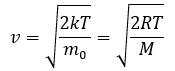 v = √(2kT/m₀) = √(2RT/M)